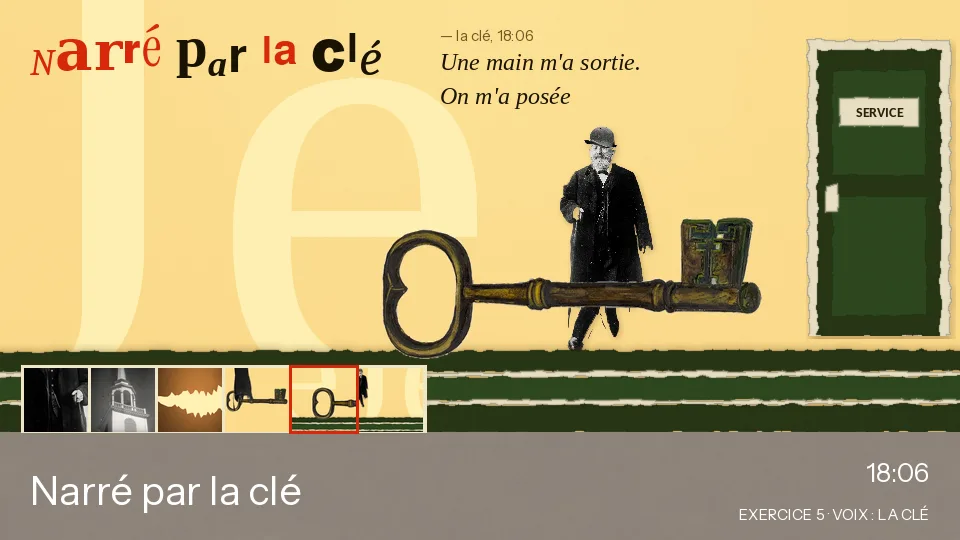 Narré par la clé
— la clé, 18:06
Une main m'a sortie.
On m'a posée
SERVICE
Je
Narré par la clé
18:06
EXERCICE 5 · VOIX : LA CLÉ